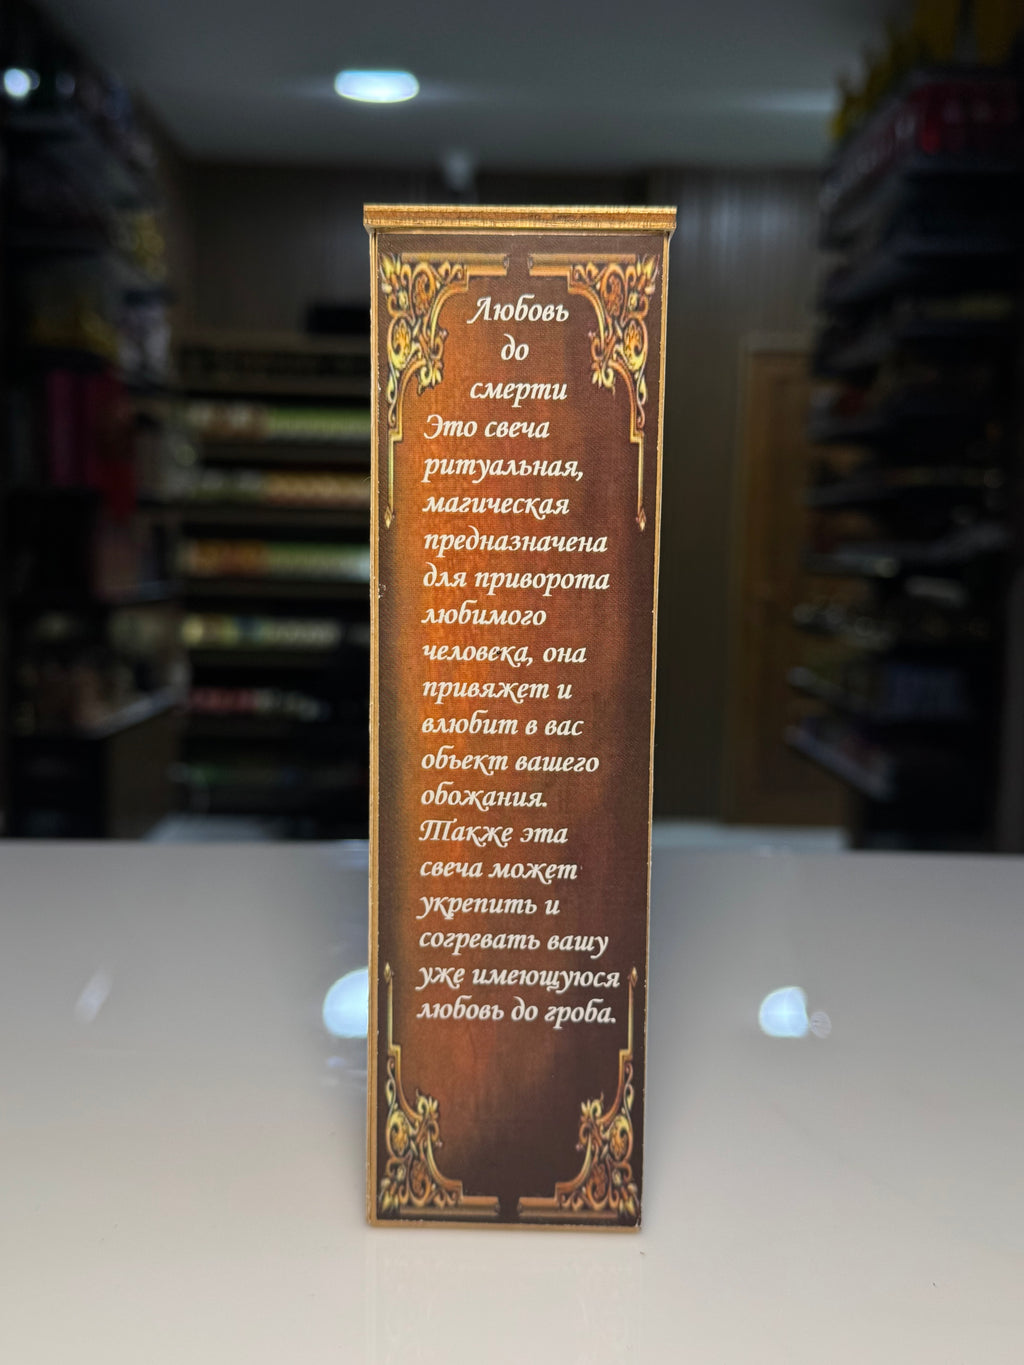 Любовь
до
смерти
Это свеча
ритуальная,
магическая
предназначена
для приворота
любимого
человека, она
привяжет и
влюбит в вас
обьект вашего
обожания.
Также эта
свеча может
укрепить и
согревать вашу
уже имеющуюся
любовь до гроба.